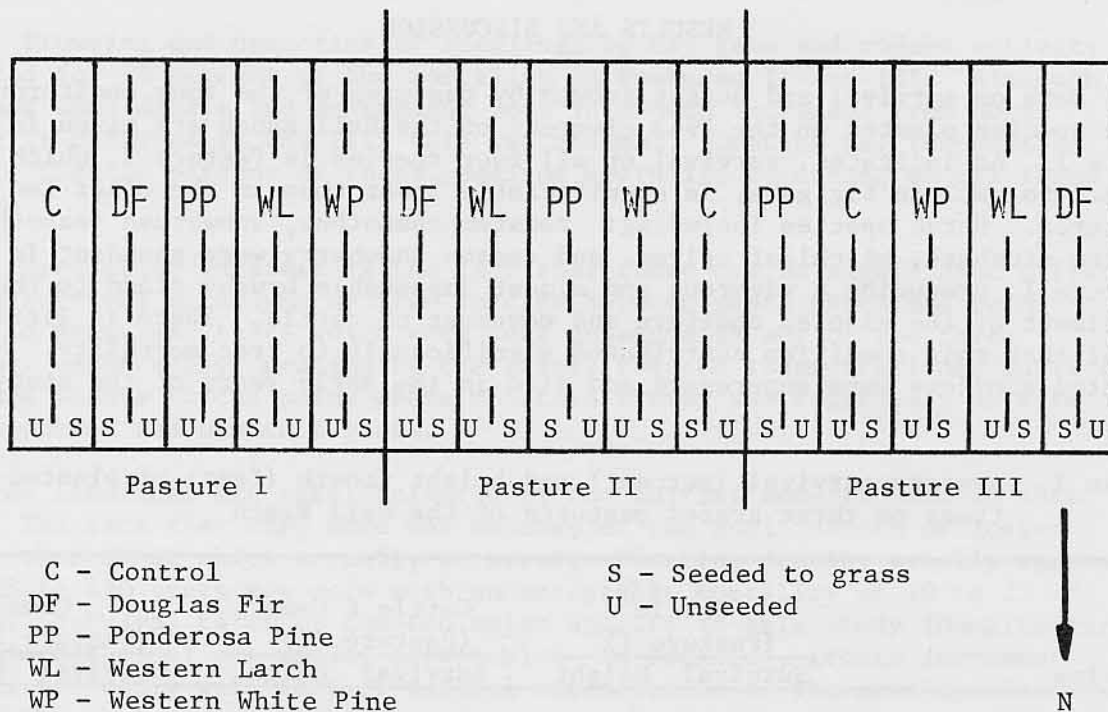 C DF PP WL WP DF WL PP WP C PP C WP WL DF
U S S U S U S U U S U S U S S U U S S U S U U S U S U S S U
Pasture I Pasture II Pasture III
C - Control S - Seeded to grass
DF - Douglas Fir U - Unseeded
PP - Ponderosa Pine
WL - Western Larch
WP - Western White Pine N